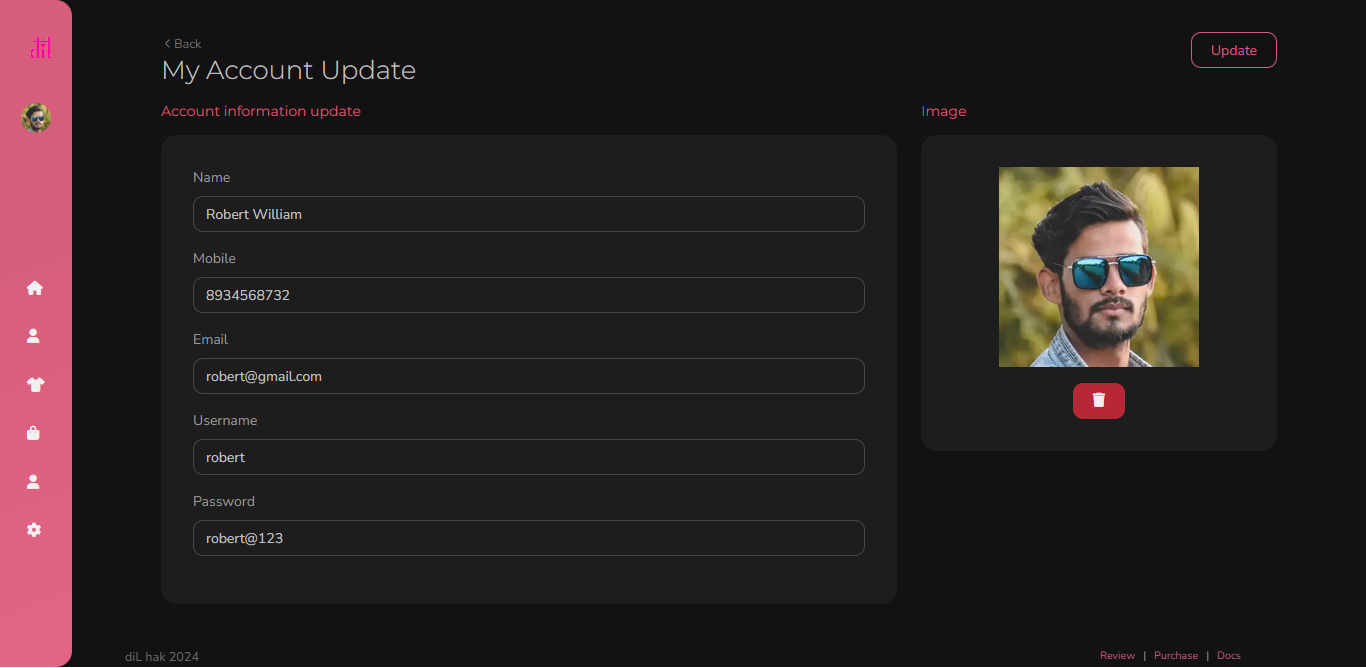 diL
Back
My Account Update
Update
Account information update
Image
Name
Robert William
Mobile
8934568732
Email
robert@gmail.com
Username
robert
Password
robert@123
diL hak 2024
Review | Purchase | Docs